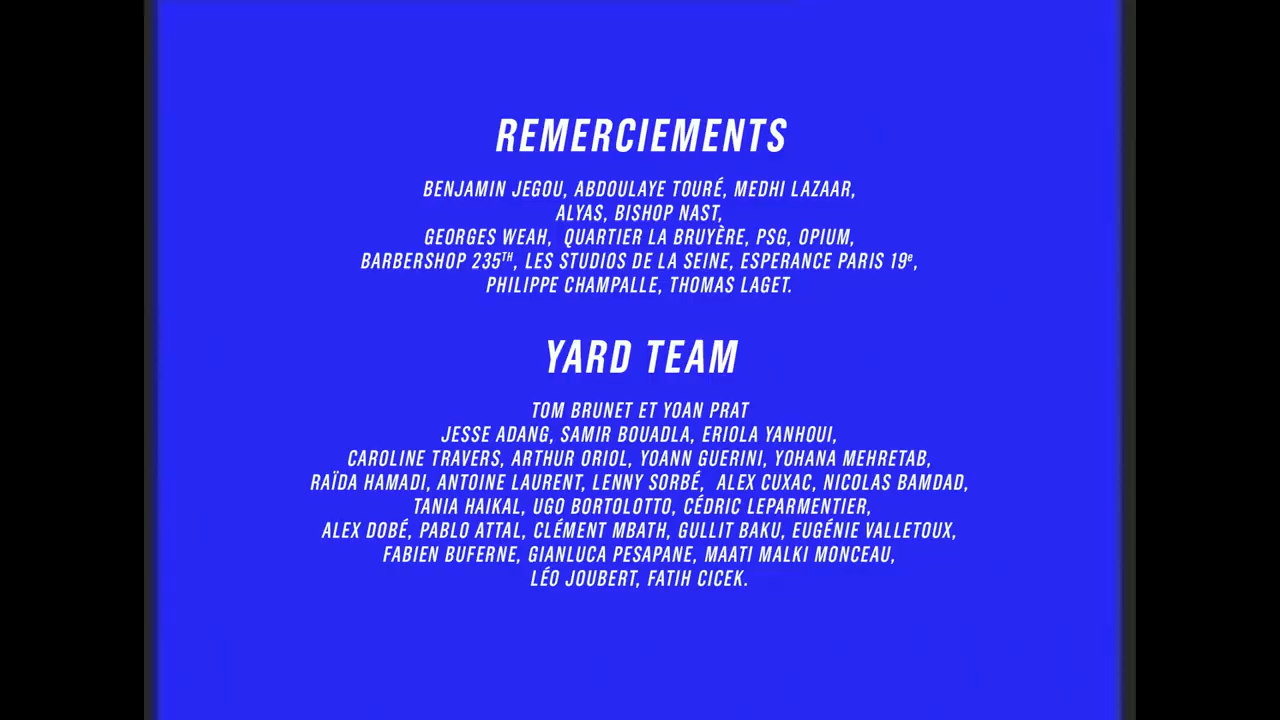 REMERCIEMENTS
BENJAMIN JEGOU, ABDOULAYE TOURÉ, MEDHI LAZAAR,
ALYAS, BISHOP NAST,
GEORGES WEAH, QUARTIER LA BRUYÈRE, PSG, OPIUM,
BARBERSHOP 235TH, LES STUDIOS DE LA SEINE, ESPERANCE PARIS 19e,
PHILIPPE CHAMPALLE, THOMAS LAGET.
YARD TEAM
TOM BRUNET ET YOAN PRAT
JESSE ADANG, SAMIR BOUADLA, ERIOLA YANHOUI,
CAROLINE TRAVERS, ARTHUR ORIOL, YOANN GUERINI, YOHANA MEHRETAB,
RAÏDA HAMADI, ANTOINE LAURENT, LENNY SORBÉ, ALEX CUXAC, NICOLAS BAMDAD,
TANIA HAIKAL, UGO BORTOLOTTO, CÉDRIC LEPARMENTIER,
ALEX DOBÉ, PABLO ATTAL, CLÉMENT MBATH, GULLIT BAKU, EUGÉNIE VALLETOUX,
FABIEN BUFERNE, GIANLUCA PESAPANE, MAATI MALKI MONCEAU,
LÉO JOUBERT, FATIH CICEK.